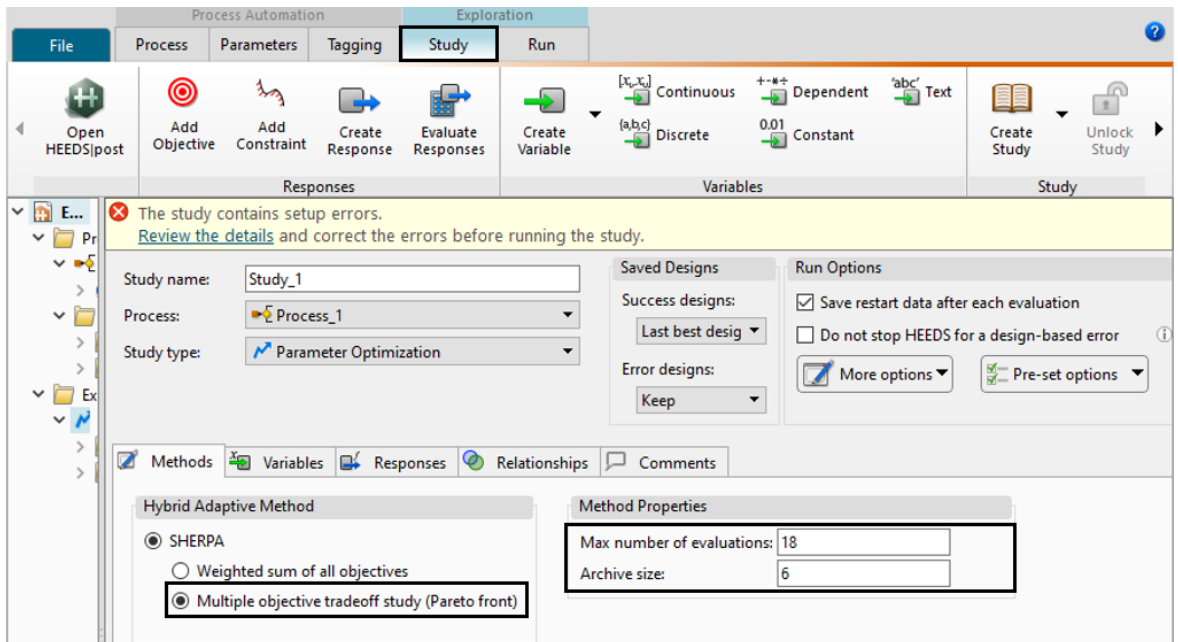 Process Automation
Exploration
File
Process
Parameters
Tagging
Study
Run
?
Open
HEEDS|post
Add
Objective
Add
Constraint
Create
Response
Evaluate
Responses
Create
Variable
Continuous
Discrete
Dependent
0.01
Constant
'abc'
Text
{a,b,c}
Create
Study
Unlock
Study
Responses
Variables
Study
E...
Pr
Ex
The study contains setup errors.
Review the details and correct the errors before running the study.
Study name:
Study_1
Process:
Process_1
Study type:
Parameter Optimization
Saved Designs
Success designs:
Last best desig
Error designs:
Keep
Run Options
Save restart data after each evaluation
Do not stop HEEDS for a design-based error
More options
Pre-set options
Methods
Variables
Responses
Relationships
Comments
Hybrid Adaptive Method
SHERPA
Weighted sum of all objectives
Multiple objective tradeoff study (Pareto front)
Method Properties
Max number of evaluations: 18
Archive size: 6